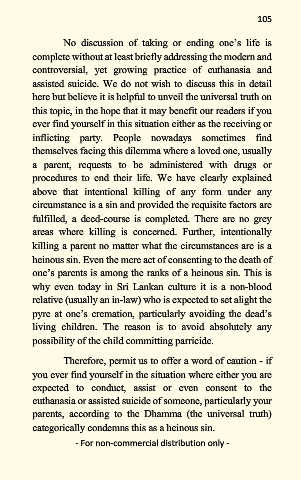 105
No discussion of taking or ending one's life is
complete without at least briefly addressing the modern and
controversial, yet growing practice of euthanasia and
assisted suicide. We do not wish to discuss this in detail
here but believe it is helpful to unveil the universal truth on
this topic, in the hope that it may benefit our readers if you
ever find yourself in this situation either as the receiving or
inflicting party. People nowadays sometimes find
themselves facing this dilemma where a loved one, usually
a parent, requests to be administered with drugs or
procedures to end their life. We have clearly explained
above that intentional killing of any form under any
circumstance is a sin and provided the requisite factors are
fulfilled, a deed-course is completed. There are no grey
areas where killing is concerned. Further, intentionally
killing a parent no matter what the circumstances are is a
heinous sin. Even the mere act of consenting to the death of
one's parents is among the ranks of a heinous sin. This is
why even today in Sri Lankan culture it is a non-blood
relative (usually an in-law) who is expected to set alight the
pyre at one's cremation, particularly avoiding the dead's
living children. The reason is to avoid absolutely any
possibility of the child committing parricide.
Therefore, permit us to offer a word of caution - if
you ever find yourself in the situation where either you are
expected to conduct, assist or even consent to the
euthanasia or assisted suicide of someone, particularly your
parents, according to the Dhamma (the universal truth)
categorically condemns this as a heinous sin.
- For non-commercial distribution only -